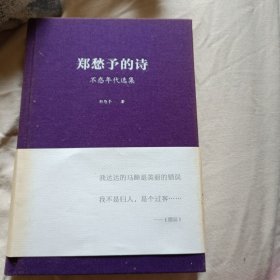 郑愁予的诗
不惑年代选集
郑愁予 著
我达达的马蹄是美丽的错误
我不是归人，是个过客……
——《错误》